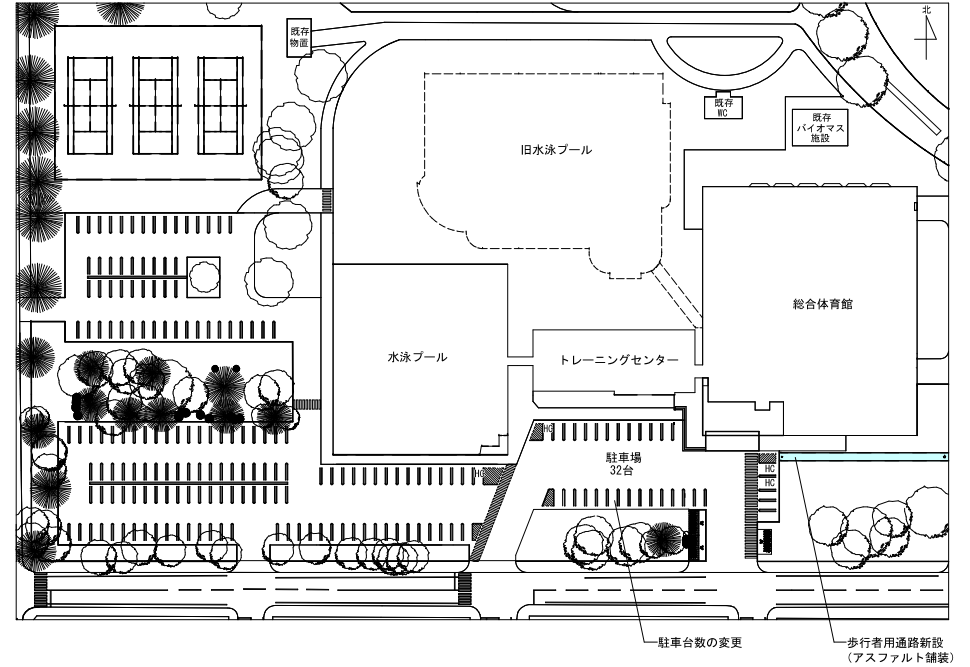 北
既存
物置
既存
WC
既存
バイオマス
施設
旧水泳プール
総合体育館
水泳プール
トレーニングセンター
HC
駐車場
32台
HC
HC
HC
駐車台数の変更
歩行者用通路新設
(アスファルト舗装)